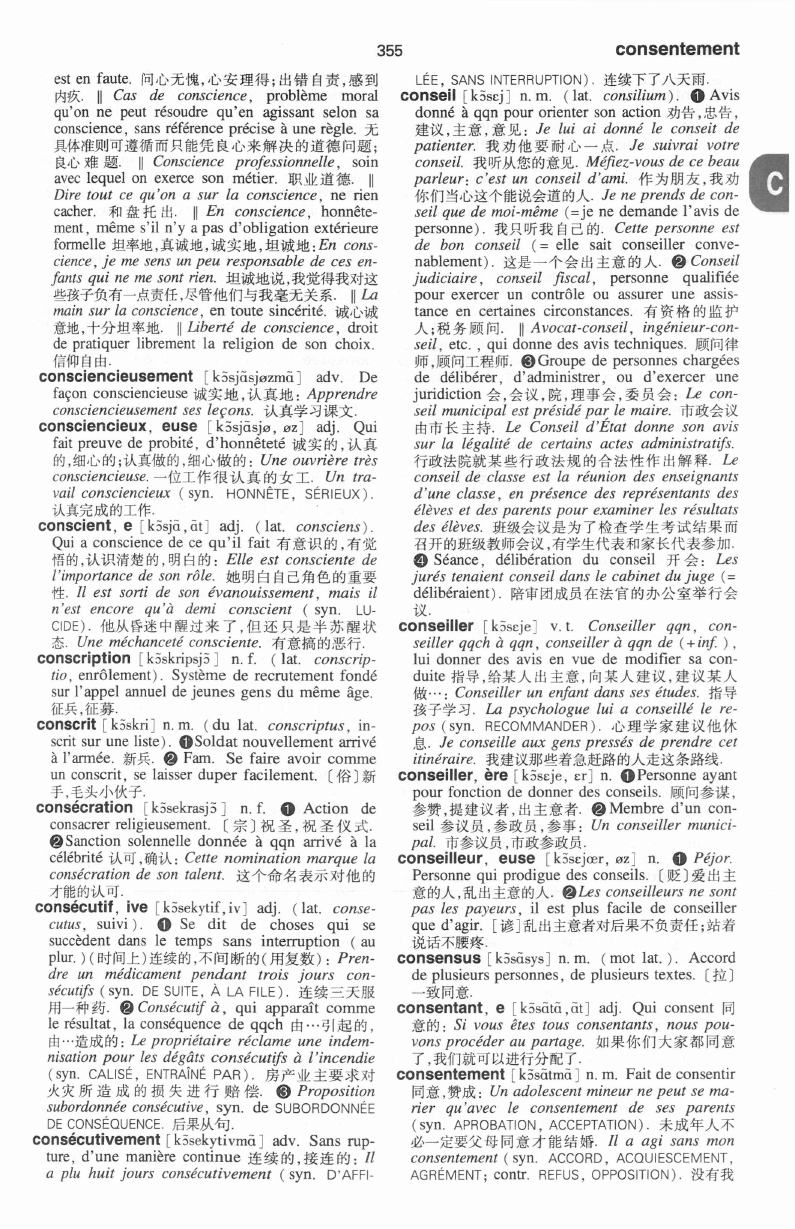 355
consentement
est en faute. 问心无愧,心安理得;出错自责,感到
内疚. ‖ Cas de conscience, problème moral
qu'on ne peut résoudre qu'en agissant selon sa
conscience, sans référence précise à une règle. 无
具体准则可遵循而只能凭良心来解决的道德问题;
良心难题. ‖ Conscience professionnelle, soin
avec lequel on exerce son métier. 职业道德. ‖
Dire tout ce qu'on a sur la conscience, ne rien
cacher. 和盘托出. ‖ En conscience, honnête-
ment, même s'il n'y a pas d'obligation extérieure
formelle 坦率地,真诚地,诚实地,坦诚地:En cons-
cience, je me sens un peu responsable de ces en-
fants qui ne me sont rien. 坦诚地说,我觉得我对这
些孩子负有一点责任,尽管他们与我毫无关系. ‖ La
main sur la conscience, en toute sincérité. 诚心诚
意地,十分坦率地. ‖ Liberté de conscience, droit
de pratiquer librement la religion de son choix.
信仰自由.
consciencieusement [kɔ̃sjɑ̃sjøzmɑ̃] adv. De
façon consciencieuse 诚实地,认真地: Apprendre
consciencieusement ses leçons. 认真学习课文.
consciencieux, euse [kɔ̃sjɑ̃sjø, øz] adj. Qui
fait preuve de probité, d'honnêteté 诚实的,认真
的,细心的;认真做的,细心做的: Une ouvrière très
consciencieuse. 一位工作很认真的女工. Un tra-
vail consciencieux (syn. HONNÊTE, SÉRIEUX).
认真完成的工作.
conscient, e [kɔ̃sjɑ̃, ɑ̃t] adj. (lat. consciens).
Qui a conscience de ce qu'il fait 有意识的,有觉
悟的,认识清楚的,明白的: Elle est consciente de
l'importance de son rôle. 她明白自己角色的重要
性. Il est sorti de son évanouissement, mais il
n'est encore qu'à demi conscient (syn. LU-
CIDE). 他从昏迷中醒过来了,但还只是半苏醒状
态. Une méchanceté consciente. 有意搞的恶行.
conscription [kɔ̃skripsjɔ̃] n. f. (lat. conscrip-
tio, enrôlement). Système de recrutement fondé
sur l'appel annuel de jeunes gens du même âge.
征兵,征募.
conscrit [kɔ̃skri] n. m. (du lat. conscriptus, in-
scrit sur une liste). ❶Soldat nouvellement arrivé
à l'armée. 新兵. ❷ Fam. Se faire avoir comme
un conscrit, se laisser duper facilement. 〔俗〕新
手,毛头小伙子.
consécration [kɔ̃sekrasjɔ̃] n. f. ❶ Action de
consacrer religieusement. 〔宗〕祝圣,祝圣仪式.
❷Sanction solennelle donnée à qqn arrivé à la
célébrité 认可,确认: Cette nomination marque la
consécration de son talent. 这个命名表示对他的
才能的认可.
consécutif, ive [kɔ̃sekytif,iv] adj. (lat. conse-
cutus, suivi). ❶ Se dit de choses qui se
succèdent dans le temps sans interruption (au
plur.)(时间上)连续的,不间断的(用复数): Pren-
dre un médicament pendant trois jours con-
sécutifs (syn. DE SUITE, À LA FILE). 连续三天服
用一种药. ❷ Consécutif à, qui apparaît comme
le résultat, la conséquence de qqch 由…引起的,
由…造成的: Le propriétaire réclame une indem-
nisation pour les dégâts consécutifs à l'incendie
(syn. CALISÉ, ENTRAÎNÉ PAR). 房产业主要求对
火灾所造成的损失进行赔偿. ❸ Proposition
subordonnée consécutive, syn. de SUBORDONNÉE
DE CONSÉQUENCE. 后果从句.
consécutivement [kɔ̃sekytivmɑ̃] adv. Sans rup-
ture, d'une manière continue 连续的,接连的: Il
a plu huit jours consécutivement (syn. D'AFFI-
LÉE, SANS INTERRUPTION). 连续下了八天雨.
conseil [kɔ̃sɛj] n. m. (lat. consilium). ❶ Avis
donné à qqn pour orienter son action 劝告,忠告,
建议,主意,意见: Je lui ai donné le conseit de
patienter. 我劝他要耐心一点. Je suivrai votre
conseil. 我听从您的意见. Méfiez-vous de ce beau
parleur: c'est un conseil d'ami. 作为朋友,我劝
你们当心这个能说会道的人. Je ne prends de con-
seil que de moi-même (=je ne demande l'avis de
personne). 我只听我自己的. Cette personne est
de bon conseil (= elle sait conseiller conve-
nablement). 这是一个会出主意的人. ❷ Conseil
judiciaire, conseil fiscal, personne qualifiée
pour exercer un contrôle ou assurer une assis-
tance en certaines circonstances. 有资格的监护
人;税务顾问. ‖ Avocat-conseil, ingénieur-con-
seil, etc., qui donne des avis techniques. 顾问律
师,顾问工程师. ❸Groupe de personnes chargées
de délibérer, d'administrer, ou d'exercer une
juridiction 会,会议,院,理事会,委员会: Le con-
seil municipal est présidé par le maire. 市政会议
由市长主持. Le Conseil d'État donne son avis
sur la légalité de certains actes administratifs.
行政法院就某些行政法规的合法性作出解释. Le
conseil de classe est la réunion des enseignants
d'une classe, en présence des représentants des
élèves et des parents pour examiner les résultats
des élèves. 班级会议是为了检查学生考试结果而
召开的班级教师会议,有学生代表和家长代表参加.
❹ Séance, délibération du conseil 开会: Les
jurés tenaient conseil dans le cabinet du juge (=
délibéraient). 陪审团成员在法官的办公室举行会
议.
conseiller [kɔ̃sɛje] v. t. Conseiller qqn, con-
seiller qqch à qqn, conseiller à qqn de (+inf.),
lui donner des avis en vue de modifier sa con-
duite 指导,给某人出主意,向某人建议,建议某人
做…: Conseiller un enfant dans ses études. 指导
孩子学习. La psychologue lui a conseillé le re-
pos (syn. RECOMMANDER). 心理学家建议他休
息. Je conseille aux gens pressés de prendre cet
itinéraire. 我建议那些着急赶路的人走这条路线.
conseiller, ère [kɔ̃sɛje, ɛr] n. ❶Personne ayant
pour fonction de donner des conseils. 顾问参谋,
参赞,提建议者,出主意者. ❷Membre d'un con-
seil 参议员,参政员,参事: Un conseiller munici-
pal. 市参议员,市政参政员.
conseilleur, euse [kɔ̃sɛjœr, øz] n. ❶ Péjor.
Personne qui prodigue des conseils. 〔贬〕爱出主
意的人,乱出主意的人. ❷Les conseilleurs ne sont
pas les payeurs, il est plus facile de conseiller
que d'agir. 〔谚〕乱出主意者对后果不负责任;站着
说话不腰疼.
consensus [kɔ̃sɑ̃sys] n. m. (mot lat.). Accord
de plusieurs personnes, de plusieurs textes. 〔拉〕
一致同意.
consentant, e [kɔ̃sɑ̃tɑ̃,ɑ̃t] adj. Qui consent 同
意的: Si vous êtes tous consentants, nous pou-
vons procéder au partage. 如果你们大家都同意
了,我们就可以进行分配了.
consentement [kɔ̃sɑ̃tmɑ̃] n. m. Fait de consentir
同意,赞成: Un adolescent mineur ne peut se ma-
rier qu'avec le consentement de ses parents
(syn. APROBATION, ACCEPTATION). 未成年人不
必一定要父母同意才能结婚. Il a agi sans mon
consentement (syn. ACCORD, ACQUIESCEMENT,
AGRÉMENT; contr. REFUS, OPPOSITION). 没有我
C